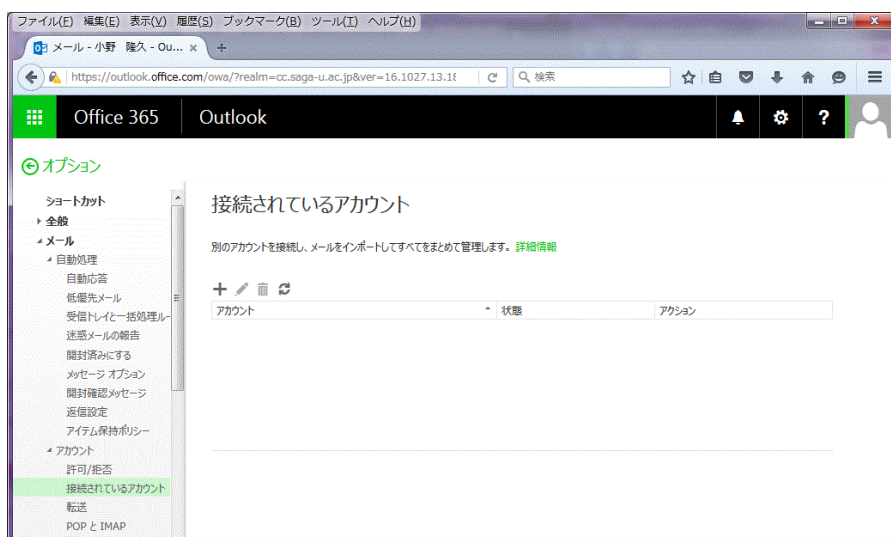 ファイル(F) 編集(E) 表示(V) 履歴(S) ブックマーク(B) ツール(T) ヘルプ(H)
メール - 小野 隆久 - Ou... × +
https://outlook.office.com/owa/?realm=cc.saga-u.ac.jp&ver=16.1027.13.18
検索
Office 365
Outlook
?
オプション
ショートカット
全般
メール
自動処理
自動応答
低優先メール
受信トレイと一括処理ルー
迷惑メールの報告
開封済みにする
メッセージ オプション
開封確認メッセージ
返信設定
アイテム保持ポリシー
アカウント
許可/拒否
接続されているアカウント
転送
POP と IMAP
接続されているアカウント
別のアカウントを接続し、メールをインポートしてすべてをまとめて管理します。 詳細情報
アカウント 状態 アクション